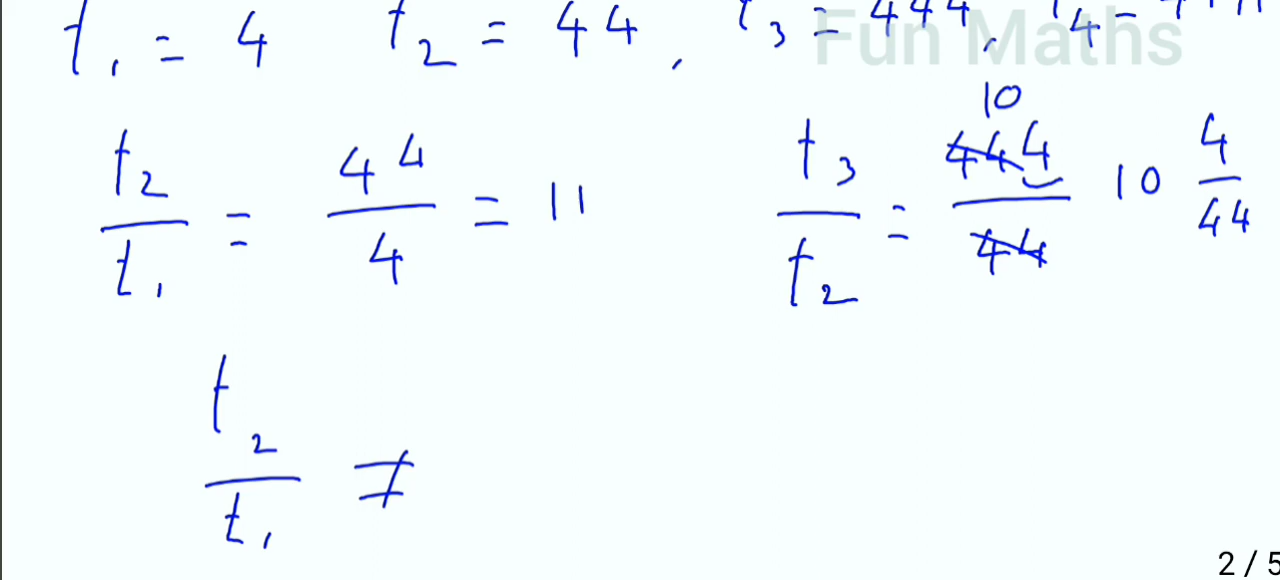 t₁ = 4 t₂ = 44, t₃ = 444, t₄ =
Fun Maths
t₂/t₁ = 44/4 = 11 t₃/t₂ = 444/44 10 10 4/44
t₂/t₁ ≠
2 / 5